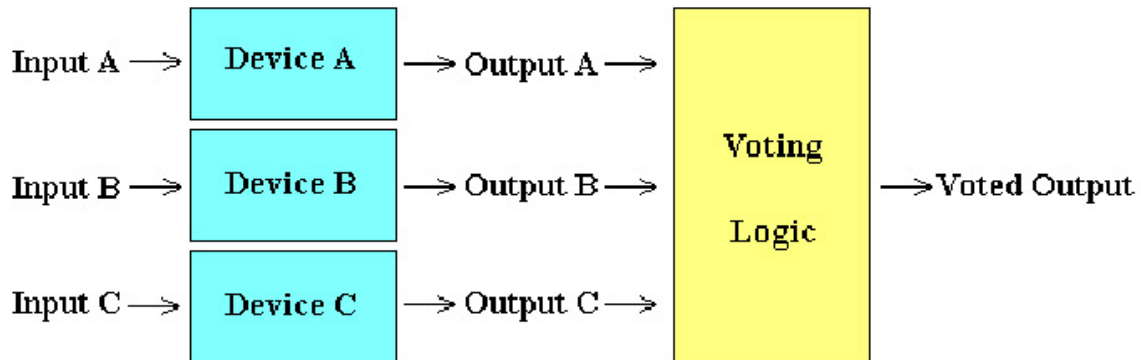 Input A
Device A
Output A
Input B
Device B
Output B
Voting
Logic
Voted Output
Input C
Device C
Output C